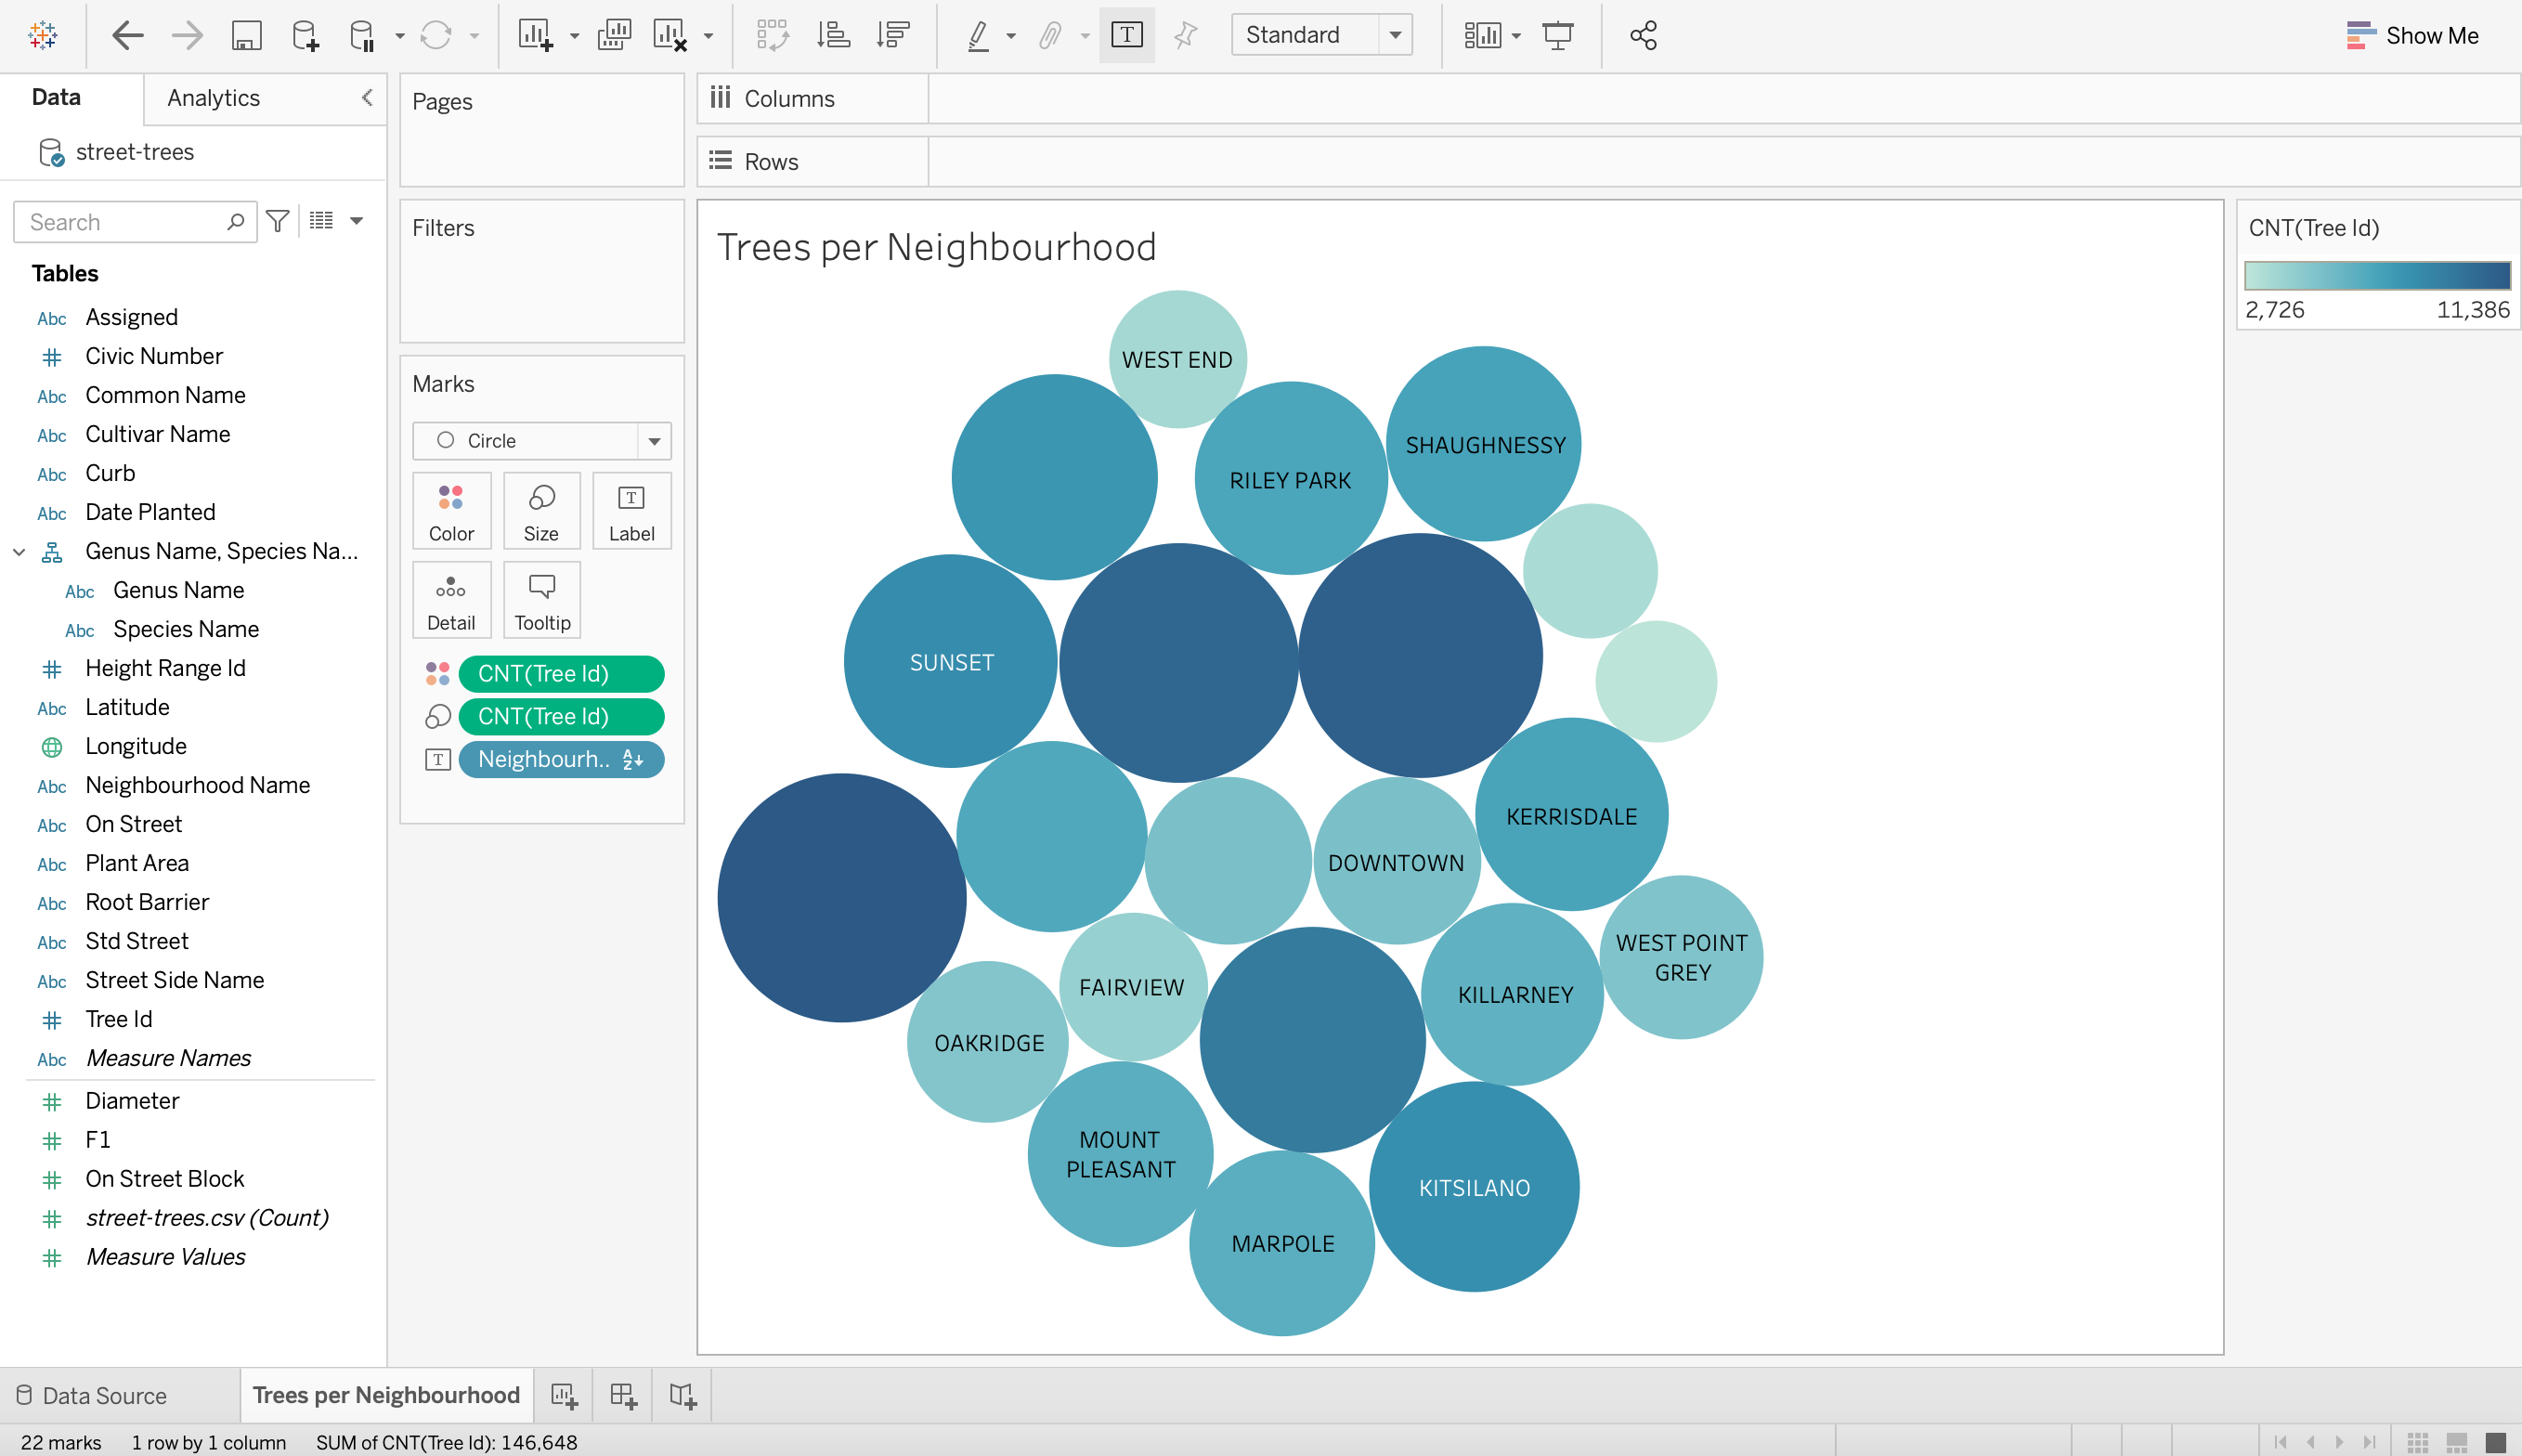 Standard
Show Me
Data
Analytics
street-trees
Search
Tables
Abc Assigned
Civic Number
Abc Common Name
Abc Cultivar Name
Abc Curb
Abc Date Planted
Genus Name, Species Na...
Abc Genus Name
Abc Species Name
Height Range Id
Abc Latitude
Longitude
Abc Neighbourhood Name
Abc On Street
Abc Plant Area
Abc Root Barrier
Abc Std Street
Abc Street Side Name
Tree Id
Abc Measure Names
Diameter
F1
On Street Block
street-trees.csv (Count)
Measure Values
Pages
Filters
Marks
Circle
Color
Size
T
Label
Detail
Tooltip
CNT(Tree Id)
CNT(Tree Id)
T Neighbourh..
Columns
Rows
Trees per Neighbourhood
WEST END
SHAUGHNESSY
RILEY PARK
SUNSET
KERRISDALE
DOWNTOWN
WEST POINT
GREY
FAIRVIEW
KILLARNEY
OAKRIDGE
MOUNT
PLEASANT
KITSILANO
MARPOLE
CNT(Tree Id)
2,726
11,386
Data Source
Trees per Neighbourhood
22 marks
1 row by 1 column
SUM of CNT(Tree Id): 146,648